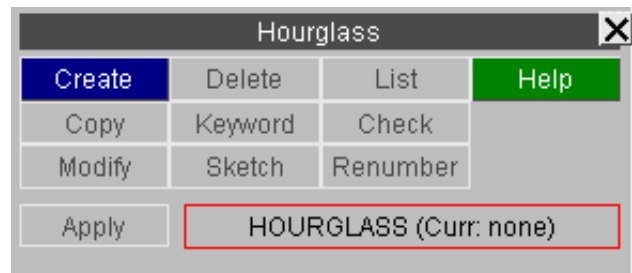 Hourglass X
Create Delete List Help
Copy Keyword Check
Modify Sketch Renumber
Apply HOURGLASS (Curr: none)